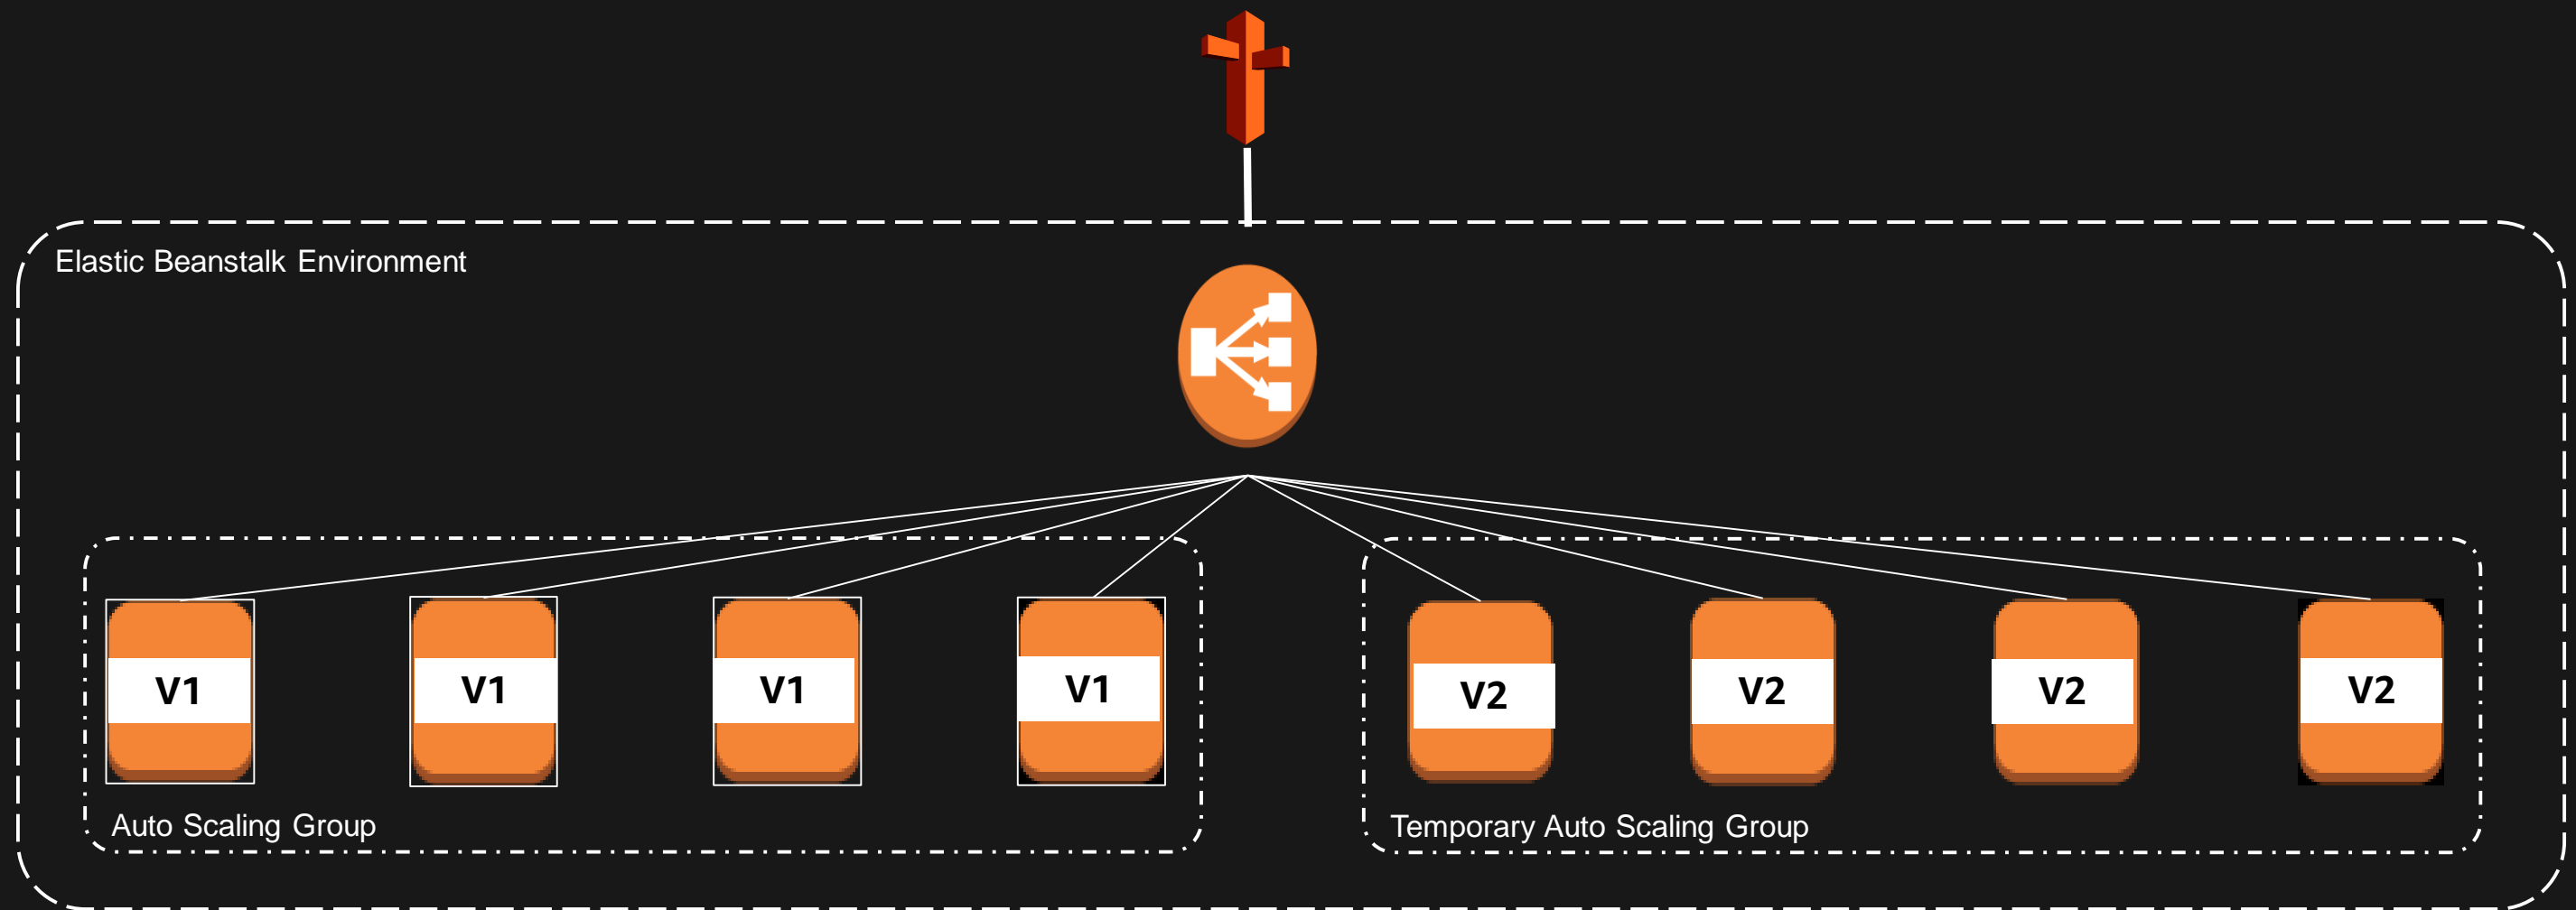 Elastic Beanstalk Environment
V1
V1
V1
V1
V2
V2
V2
V2
Auto Scaling Group
Temporary Auto Scaling Group